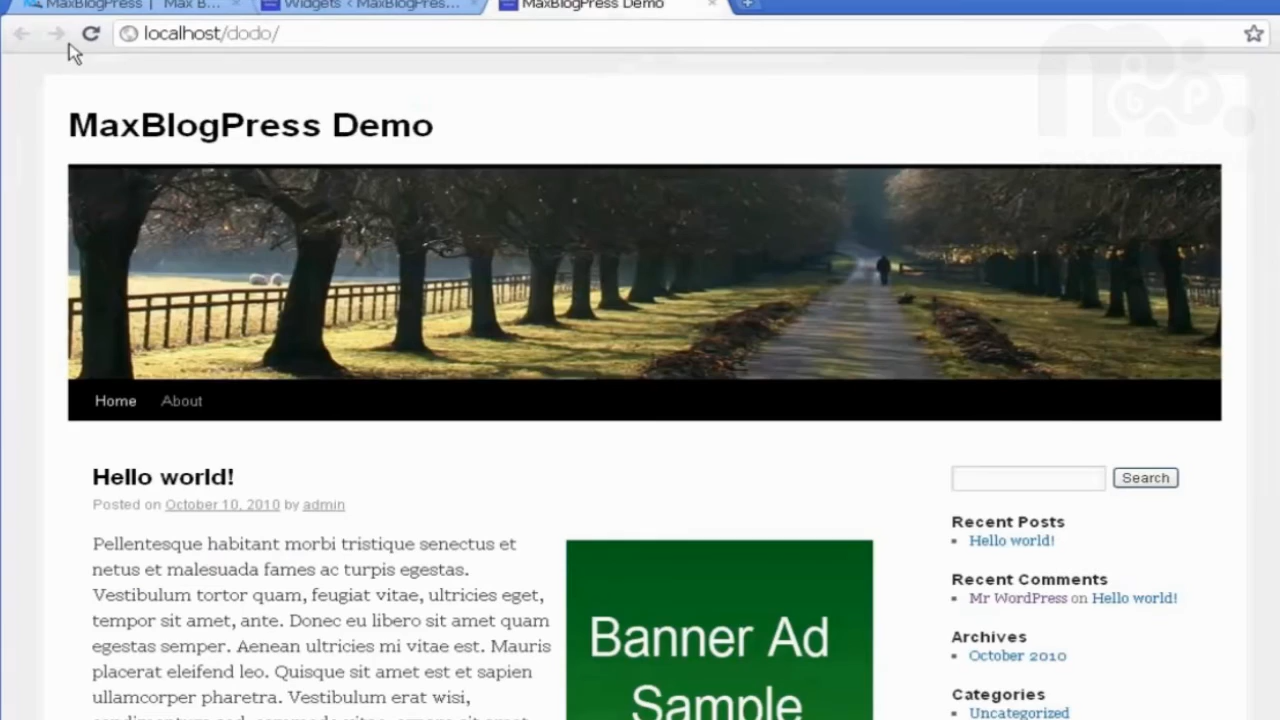 MaxBlogPress | Max B...
Widgets < MaxBlogPres...
MaxBlogPress Demo
localhost/dodo/
MaxBlogPress Demo
Home
About
Hello world!
Posted on October 10, 2010 by admin
Pellentesque habitant morbi tristique senectus et
netus et malesuada fames ac turpis egestas.
Vestibulum tortor quam, feugiat vitae, ultricies eget,
tempor sit amet, ante. Donec eu libero sit amet quam
egestas semper. Aenean ultricies mi vitae est. Mauris
placerat eleifend leo. Quisque sit amet est et sapien
ullamcorper pharetra. Vestibulum erat wisi,
Banner Ad
Sample
Search
Recent Posts
Hello world!
Recent Comments
Mr WordPress on Hello world!
Archives
October 2010
Categories
Uncategorized